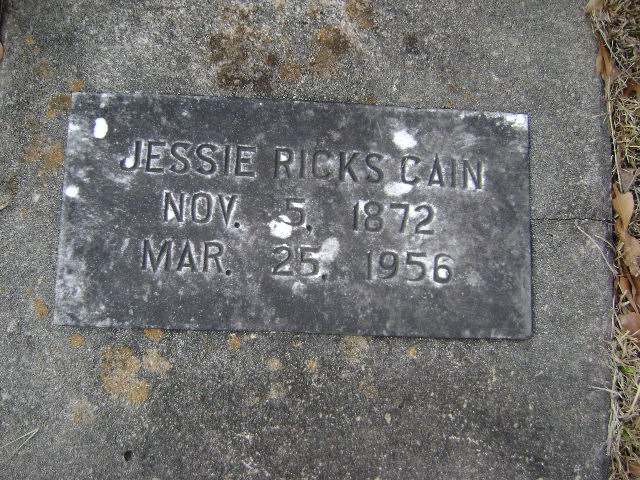 JESSIE RICKS CAIN
NOV. 5, 1872
MAR. 25, 1956